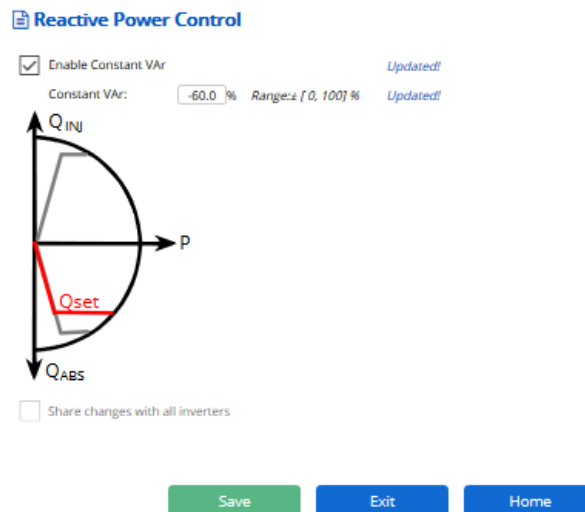 Reactive Power Control
Enable Constant VAr Updated!
Constant VAr: -60.0 % Range:± [ 0, 100] % Updated!
Q INJ
P
Qset
QABS
Share changes with all inverters
Save Exit Home